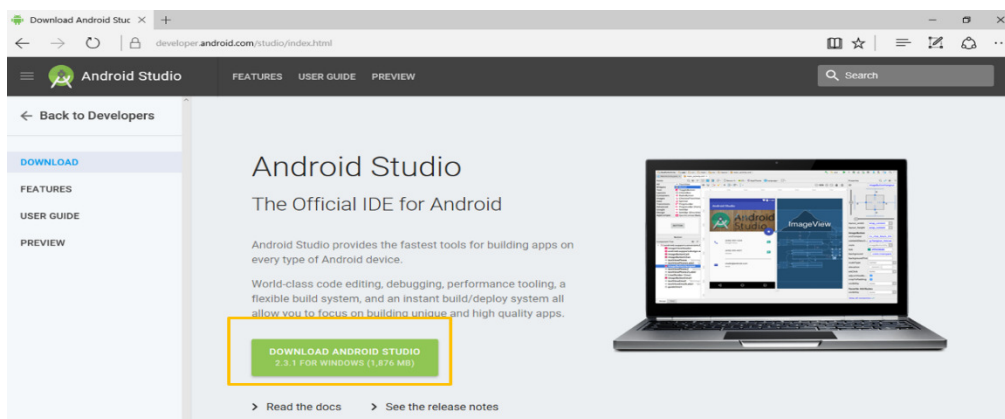 Download Android Stuc
developer.android.com/studio/index.html
Android Studio
FEATURES USER GUIDE PREVIEW
Search
Back to Developers
DOWNLOAD
FEATURES
USER GUIDE
PREVIEW
Android Studio
The Official IDE for Android
Android Studio provides the fastest tools for building apps on
every type of Android device.
World-class code editing, debugging, performance tooling, a
flexible build system, and an instant build/deploy system all
allow you to focus on building unique and high quality apps.
DOWNLOAD ANDROID STUDIO
2.3.1 FOR WINDOWS (1,876 MB)
Read the docs See the release notes
Android
Studio
ImageView